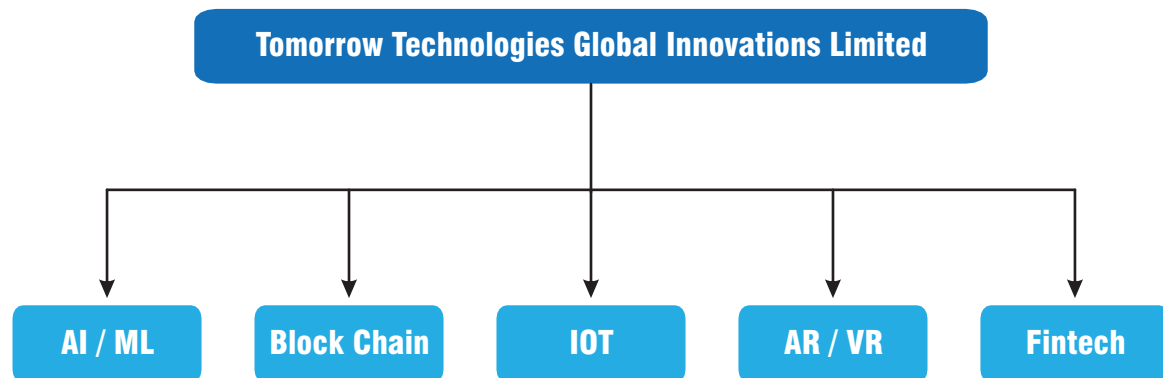 Tomorrow Technologies Global Innovations Limited
AI / ML
Block Chain
IOT
AR / VR
Fintech